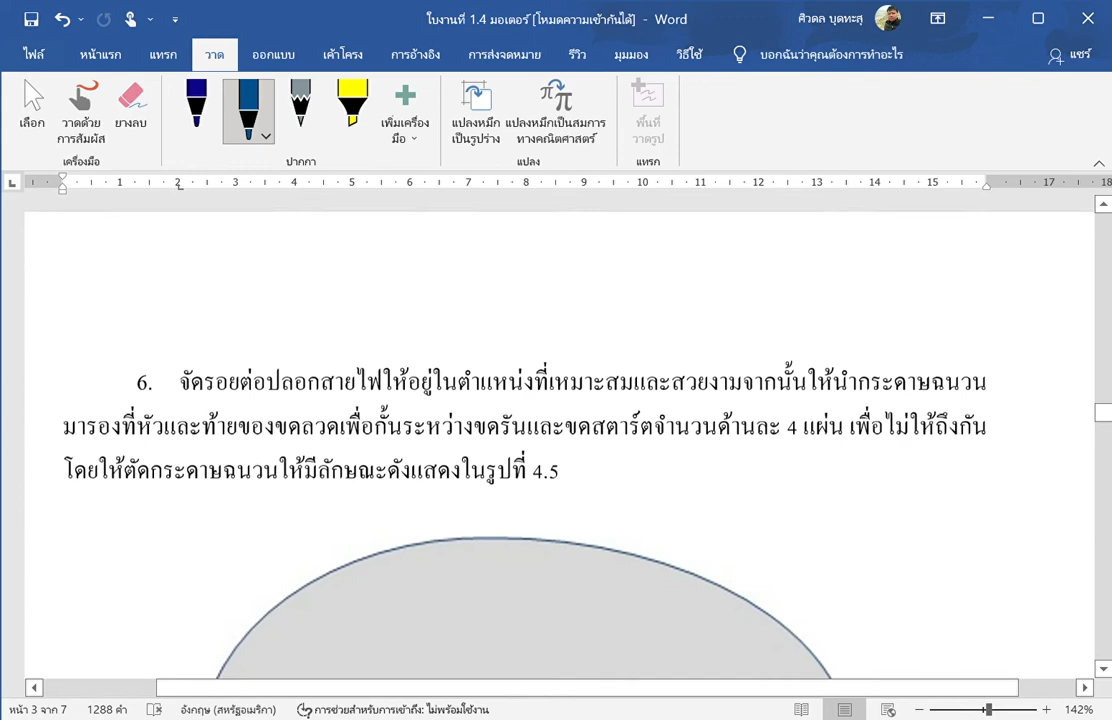 ใบงานที่ 1.4 มอเตอร์ [โหมดความเข้ากันได้] - Word
ศิวดล บุตทะสุ
ไฟล์ หน้าแรก แทรก วาด ออกแบบ เค้าโครง การอ้างอิง การส่งจดหมาย รีวิว มุมมอง วิธีใช้ บอกฉันว่าคุณต้องการทำอะไร แชร์
เลือก วาดด้วยการสัมผัส ยางลบ เพิ่มเครื่องมือ แปลงหมึกเป็นรูปร่าง แปลงหมึกเป็นสมการทางคณิตศาสตร์ พื้นที่วาดรูป
เครื่องมือ ปากกา แปลง แทรก
1 2 3 4 5 6 7 8 9 10 11 12 13 14 15 17 18
6. จัดรอยต่อปลอกสายไฟให้อยู่ในตำแหน่งที่เหมาะสมและสวยงามจากนั้นให้นำกระดาษฉนวน
มารองที่หัวและท้ายของขดลวดเพื่อกั้นระหว่างขดรันและขดสตาร์ตจำนวนด้านละ 4 แผ่น เพื่อไม่ให้ถึงกัน
โดยให้ตัดกระดาษฉนวนให้มีลักษณะดังแสดงในรูปที่ 4.5
หน้า 3 จาก 7 1288 คำ อังกฤษ (สหรัฐอเมริกา) การช่วยสำหรับการเข้าถึง: ไม่พร้อมใช้งาน 142%